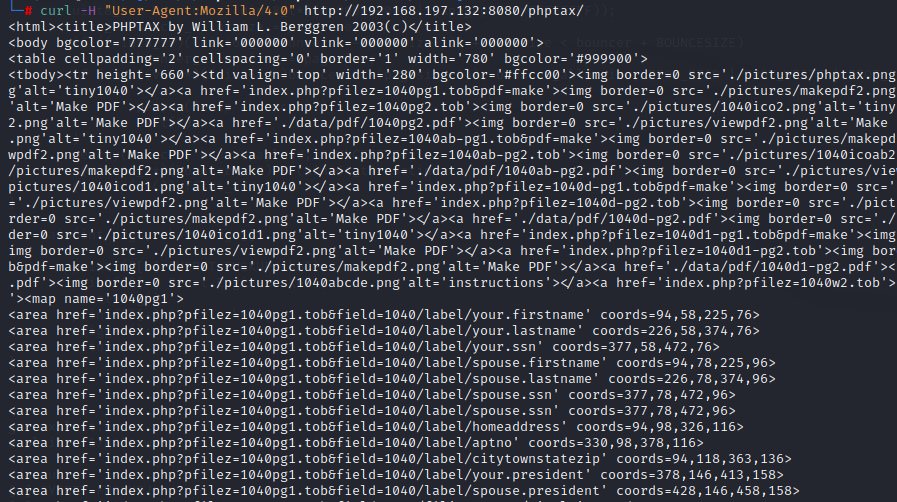 └─# curl -H "User-Agent:Mozilla/4.0" http://192.168.197.132:8080/phptax/
<html><title>PHPTAX by William L. Berggren 2003(c)</title>
<body bgcolor='777777' link='000000' vlink='000000' alink='000000'>
<table cellpadding='2' cellspacing='0' border='1' width='780' bgcolor='#999900'>
<tbody><tr height='660'><td valign='top' width='280' bgcolor='#ffcc00'><img border=0 src='./pictures/phptax.png
g'alt='tiny1040'></a><a href='index.php?pfilez=1040pg1.tob&pdf=make'><img border=0 src='./pictures/makepdf2.png
'alt='Make PDF'></a><a href='index.php?pfilez=1040pg2.tob'><img border=0 src='./pictures/1040ico2.png'alt='tiny
2.png'alt='Make PDF'></a><a href='./data/pdf/1040pg2.pdf'><img border=0 src='./pictures/viewpdf2.png'alt='Make
.png'alt='tiny1040'></a><a href='index.php?pfilez=1040ab-pg1.tob&pdf=make'><img border=0 src='./pictures/makepd
wpdf2.png'alt='Make PDF'></a><a href='index.php?pfilez=1040ab-pg2.tob'><img border=0 src='./pictures/1040icoab2
/pictures/makepdf2.png'alt='Make PDF'></a><a href='./data/pdf/1040ab-pg2.pdf'><img border=0 src='./pictures/vie
pictures/1040icod1.png'alt='tiny1040'></a><a href='index.php?pfilez=1040d-pg1.tob&pdf=make'><img border=0 src='
='./pictures/viewpdf2.png'alt='Make PDF'></a><a href='index.php?pfilez=1040d-pg2.tob'><img border=0 src='./pict
rder=0 src='./pictures/makepdf2.png'alt='Make PDF'></a><a href='./data/pdf/1040d-pg2.pdf'><img border=0 src='./
der=0 src='./pictures/1040ico1d1.png'alt='tiny1040'></a><a href='index.php?pfilez=1040d1-pg1.tob&pdf=make'><img
img border=0 src='./pictures/viewpdf2.png'alt='Make PDF'></a><a href='index.php?pfilez=1040d1-pg2.tob'><img bor
b&pdf=make'><img border=0 src='./pictures/makepdf2.png'alt='Make PDF'></a><a href='./data/pdf/1040d1-pg2.pdf'><
.pdf'><img border=0 src='./pictures/1040abcde.png'alt='instructions'></a><a href='index.php?pfilez=1040w2.tob'
'><map name='1040pg1'>
<area href='index.php?pfilez=1040pg1.tob&field=1040/label/your.firstname' coords=94,58,225,76>
<area href='index.php?pfilez=1040pg1.tob&field=1040/label/your.lastname' coords=226,58,374,76>
<area href='index.php?pfilez=1040pg1.tob&field=1040/label/your.ssn' coords=377,58,472,76>
<area href='index.php?pfilez=1040pg1.tob&field=1040/label/spouse.firstname' coords=94,78,225,96>
<area href='index.php?pfilez=1040pg1.tob&field=1040/label/spouse.lastname' coords=226,78,374,96>
<area href='index.php?pfilez=1040pg1.tob&field=1040/label/spouse.ssn' coords=377,78,472,96>
<area href='index.php?pfilez=1040pg1.tob&field=1040/label/spouse.ssn' coords=377,78,472,96>
<area href='index.php?pfilez=1040pg1.tob&field=1040/label/homeaddress' coords=94,98,326,116>
<area href='index.php?pfilez=1040pg1.tob&field=1040/label/aptno' coords=330,98,378,116>
<area href='index.php?pfilez=1040pg1.tob&field=1040/label/citytownstatezip' coords=94,118,363,136>
<area href='index.php?pfilez=1040pg1.tob&field=1040/label/your.president' coords=378,146,413,158>
<area href='index.php?pfilez=1040pg1.tob&field=1040/label/spouse.president' coords=428,146,458,158>